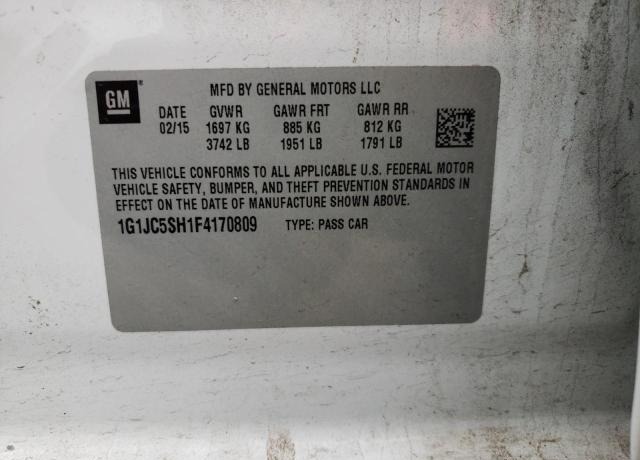 GM
MFD BY GENERAL MOTORS LLC
DATE GVWR GAWR FRT GAWR RR
02/15 1697 KG 885 KG 812 KG
3742 LB 1951 LB 1791 LB
THIS VEHICLE CONFORMS TO ALL APPLICABLE U.S. FEDERAL MOTOR
VEHICLE SAFETY, BUMPER, AND THEFT PREVENTION STANDARDS IN
EFFECT ON THE DATE OF MANUFACTURE SHOWN ABOVE.
1G1JC5SH1F4170809 TYPE: PASS CAR